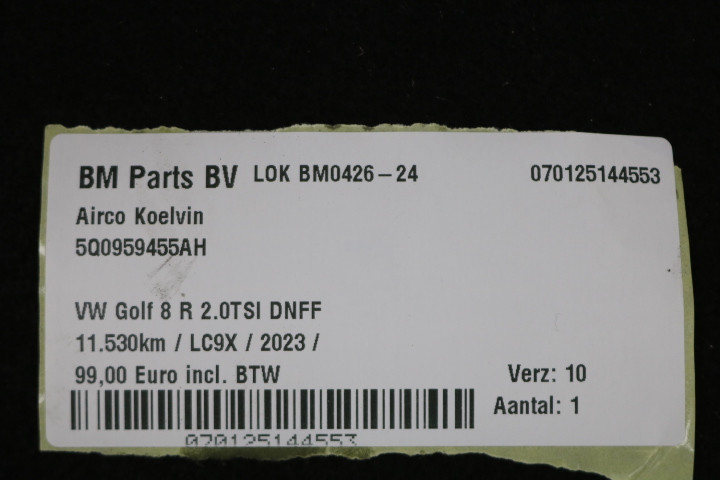 BM Parts BV LOK BM0426-24 070125144553
Airco Koelvin
5Q0959455AH
VW Golf 8 R 2.0TSI DNFF
11.530km / LC9X / 2023 /
99,00 Euro incl. BTW Verz: 10
Aantal: 1
070125144553